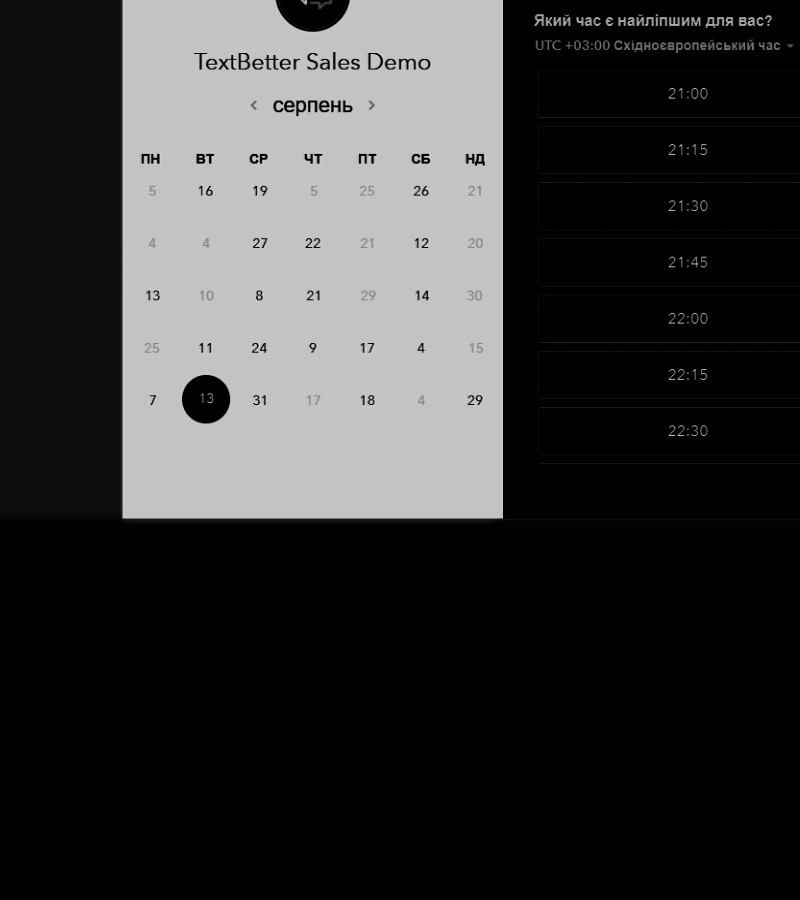 TextBetter Sales Demo
серпень
ПН ВТ СР ЧТ ПТ СБ НД
5 16 19 5 25 26 21
4 4 27 22 21 12 20
13 10 8 21 29 14 30
25 11 24 9 17 4 15
7 13 31 17 18 4 29
Який час є найліпшим для вас?
UTC +03:00 Східноєвропейський час
21:00
21:15
21:30
21:45
22:00
22:15
22:30